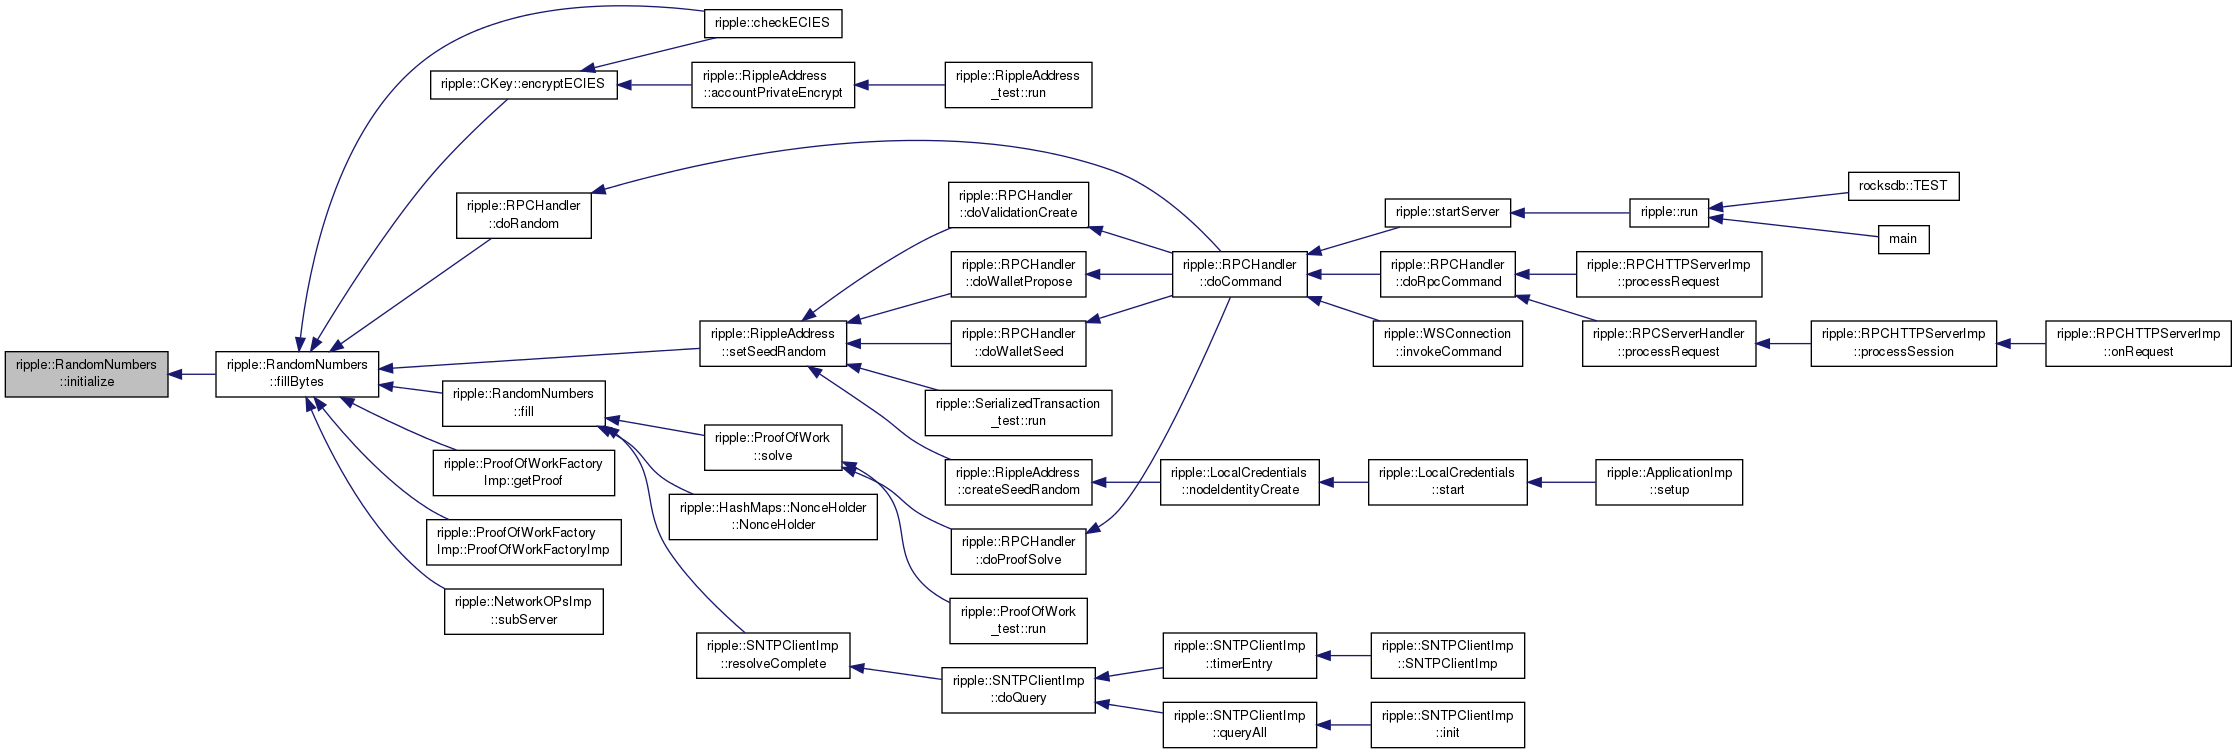 ripple::RandomNumbers
::initialize
ripple::RandomNumbers
::fillBytes
ripple::checkECIES
ripple::CKey::encryptECIES
ripple::RippleAddress
::accountPrivateEncrypt
ripple::RippleAddress
_test::run
ripple::RPCHandler
::doRandom
ripple::RippleAddress
::setSeedRandom
ripple::RandomNumbers
::fill
ripple::ProofOfWorkFactory
Imp::getProof
ripple::ProofOfWorkFactory
Imp::ProofOfWorkFactoryImp
ripple::NetworkOPsImp
::subServer
ripple::ProofOfWork
::solve
ripple::HashMaps::NonceHolder
::NonceHolder
ripple::SNTPClientImp
::resolveComplete
ripple::RPCHandler
::doValidationCreate
ripple::RPCHandler
::doWalletPropose
ripple::RPCHandler
::doWalletSeed
ripple::SerializedTransaction
_test::run
ripple::RippleAddress
::createSeedRandom
ripple::RPCHandler
::doProofSolve
ripple::ProofOfWork
_test::run
ripple::SNTPClientImp
::doQuery
ripple::RPCHandler
::doCommand
ripple::LocalCredentials
::nodeIdentityCreate
ripple::SNTPClientImp
::timerEntry
ripple::SNTPClientImp
::queryAll
ripple::startServer
ripple::RPCHandler
::doRpcCommand
ripple::WSConnection
::invokeCommand
ripple::LocalCredentials
::start
ripple::SNTPClientImp
::SNTPClientImp
ripple::SNTPClientImp
::init
ripple::run
ripple::RPCHTTPServerImp
::processRequest
ripple::RPCServerHandler
::processRequest
ripple::ApplicationImp
::setup
rocksdb::TEST
main
ripple::RPCHTTPServerImp
::processSession
ripple::RPCHTTPServerImp
::onRequest